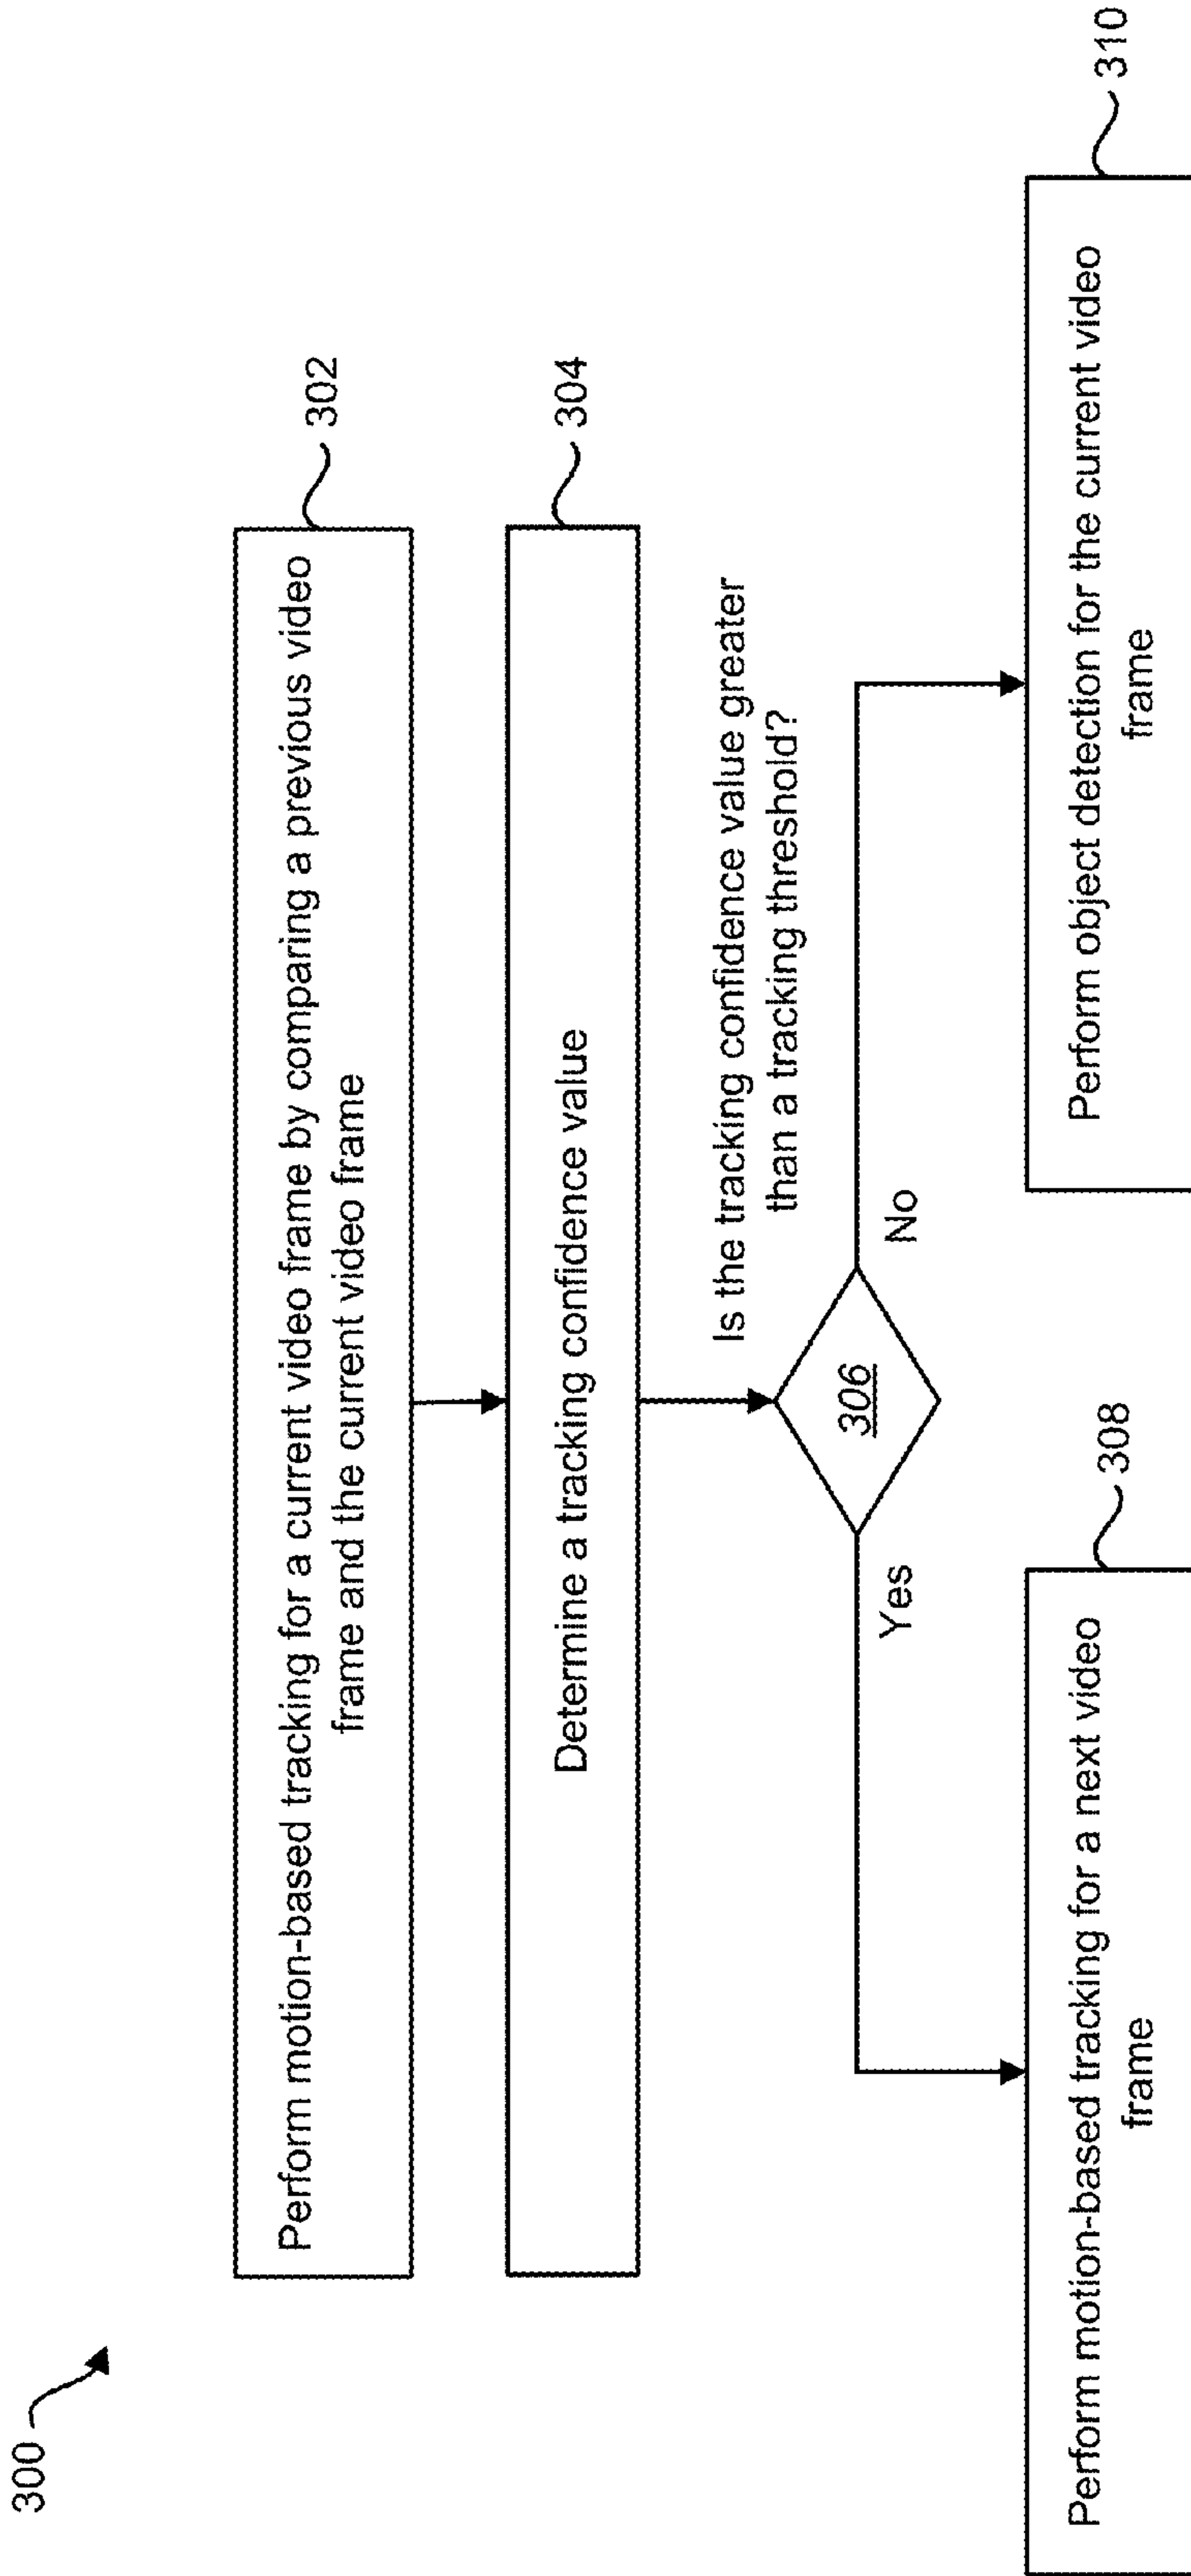 300
Perform motion-based tracking for a current video frame by comparing a previous video
frame and the current video frame
302
Determine a tracking confidence value
304
Is the tracking confidence value greater
than a tracking threshold?
306
Yes
No
Perform motion-based tracking for a next video
frame
308
Perform object detection for the current video
frame
310